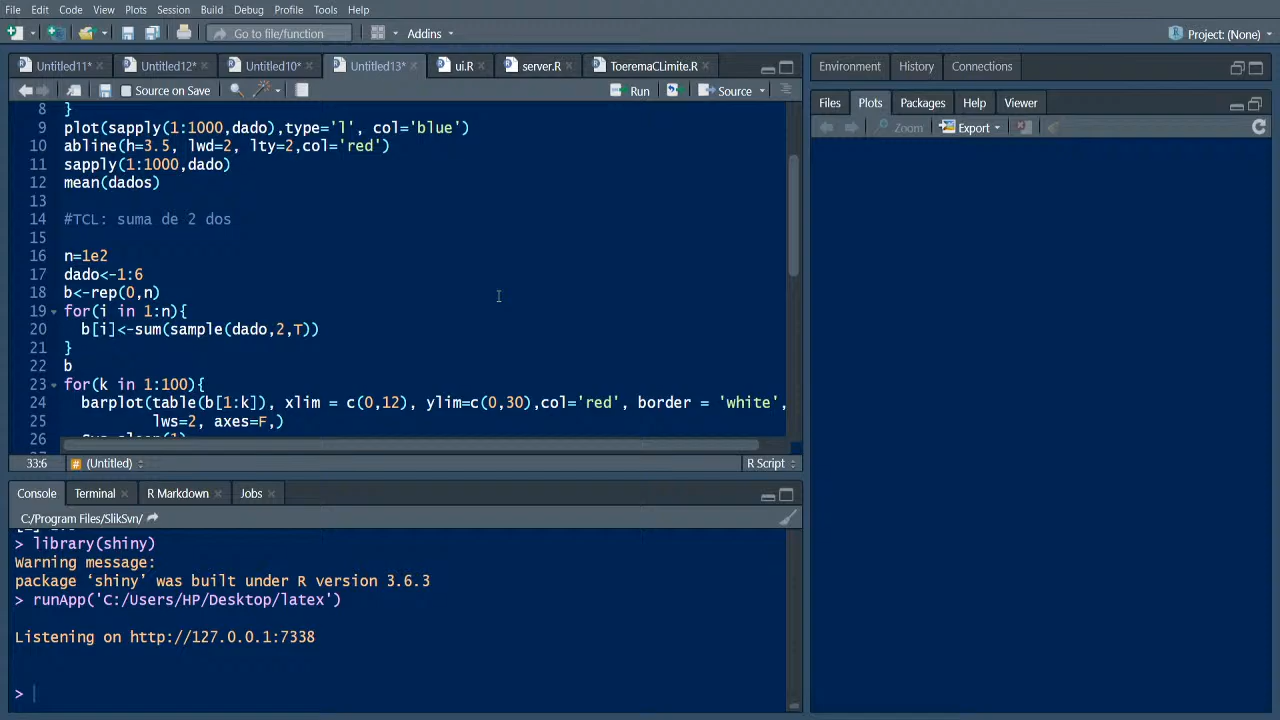 File Edit Code View Plots Session Build Debug Profile Tools Help
Go to file/function Addins Project: (None)
Untitled11* Untitled12* Untitled10* Untitled13* ui.R server.R ToeremaCLimite.R
Source on Save Run Source
8 }
9 plot(sapply(1:1000,dado),type='l', col='blue')
10 abline(h=3.5, lwd=2, lty=2,col='red')
11 sapply(1:1000,dado)
12 mean(dados)
13
14 #TCL: suma de 2 dos
15
16 n=1e2
17 dado<-1:6
18 b<-rep(0,n)
19 for(i in 1:n){
20 b[i]<-sum(sample(dado,2,T))
21 }
22 b
23 for(k in 1:100){
24 barplot(table(b[1:k]), xlim = c(0,12), ylim=c(0,30),col='red', border = 'white',
25 lws=2, axes=F,)
26
33:6 # (Untitled) R Script
Console Terminal R Markdown Jobs
C:/Program Files/SlikSvn/
> library(shiny)
Warning message:
package ‘shiny’ was built under R version 3.6.3
> runApp('C:/Users/HP/Desktop/latex')
Listening on http://127.0.0.1:7338
>
Environment History Connections
Files Plots Packages Help Viewer
Zoom Export